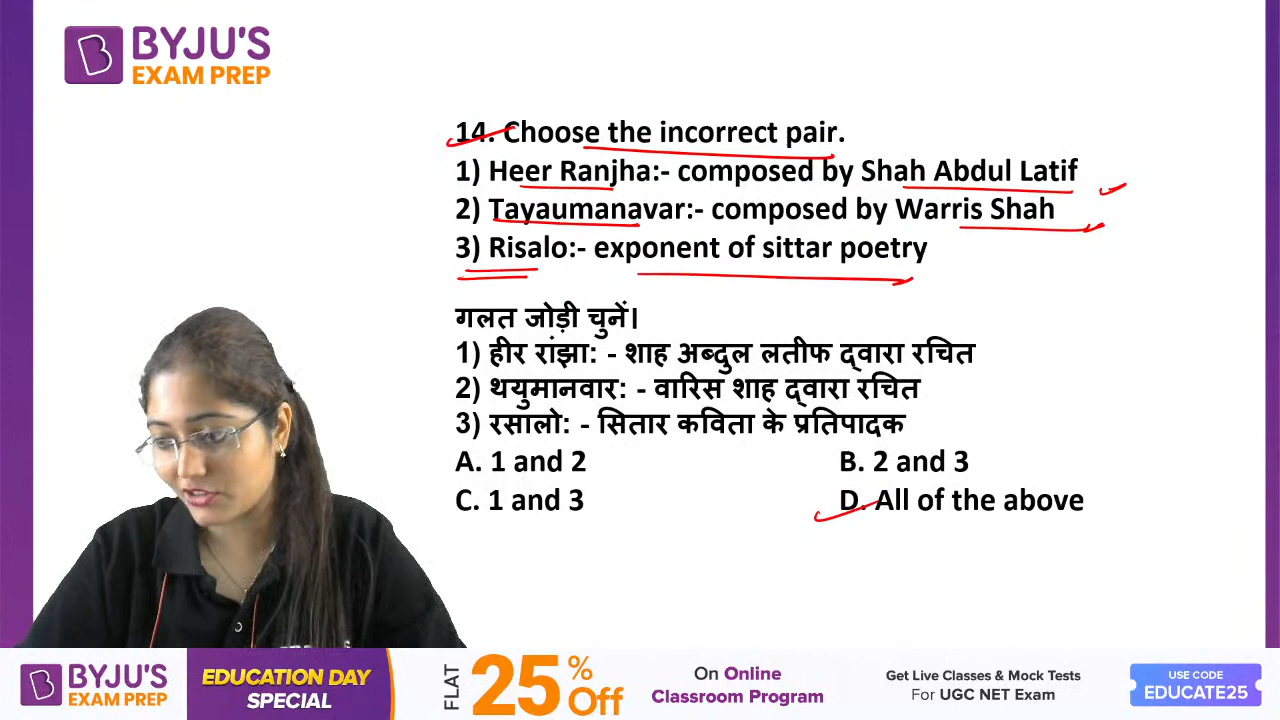 BYJU'S
EXAM PREP
14. Choose the incorrect pair.
1) Heer Ranjha:- composed by Shah Abdul Latif
2) Tayaumanavar:- composed by Warris Shah
3) Risalo:- exponent of sittar poetry
गलत जोड़ी चुनें।
1) हीर रांझा: - शाह अब्दुल लतीफ द्वारा रचित
2) थयुमानवार: - वारिस शाह द्वारा रचित
3) रसालो: - सितार कविता के प्रतिपादक
A. 1 and 2 B. 2 and 3
C. 1 and 3 D. All of the above
BYJU'S
EXAM PREP
EDUCATION DAY
SPECIAL
FLAT 25% Off
On Online
Classroom Program
Get Live Classes & Mock Tests
For UGC NET Exam
USE CODE
EDUCATE25